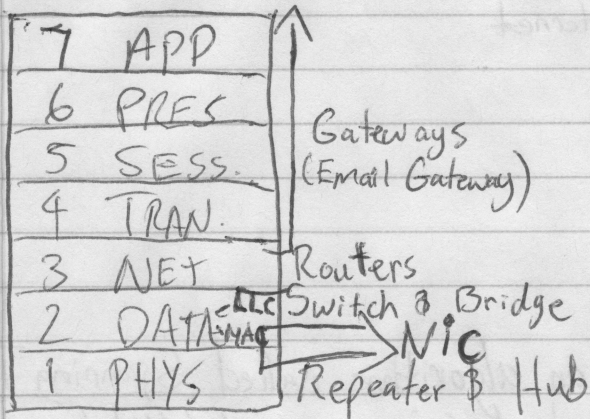 7 APP
6 PRES
5 SESS.
4 TRAN.
3 NET
2 DATA LLC MAC
1 PHYS
Gateways
(Email Gateway)
Routers
Switch & Bridge
NIC
Repeater & Hub